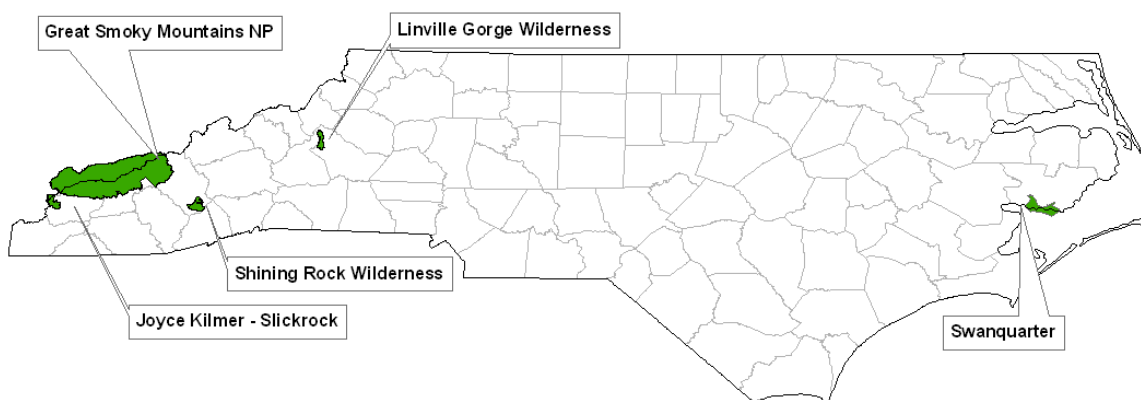 Great Smoky Mountains NP
Linville Gorge Wilderness
Shining Rock Wilderness
Joyce Kilmer - Slickrock
Swanquarter